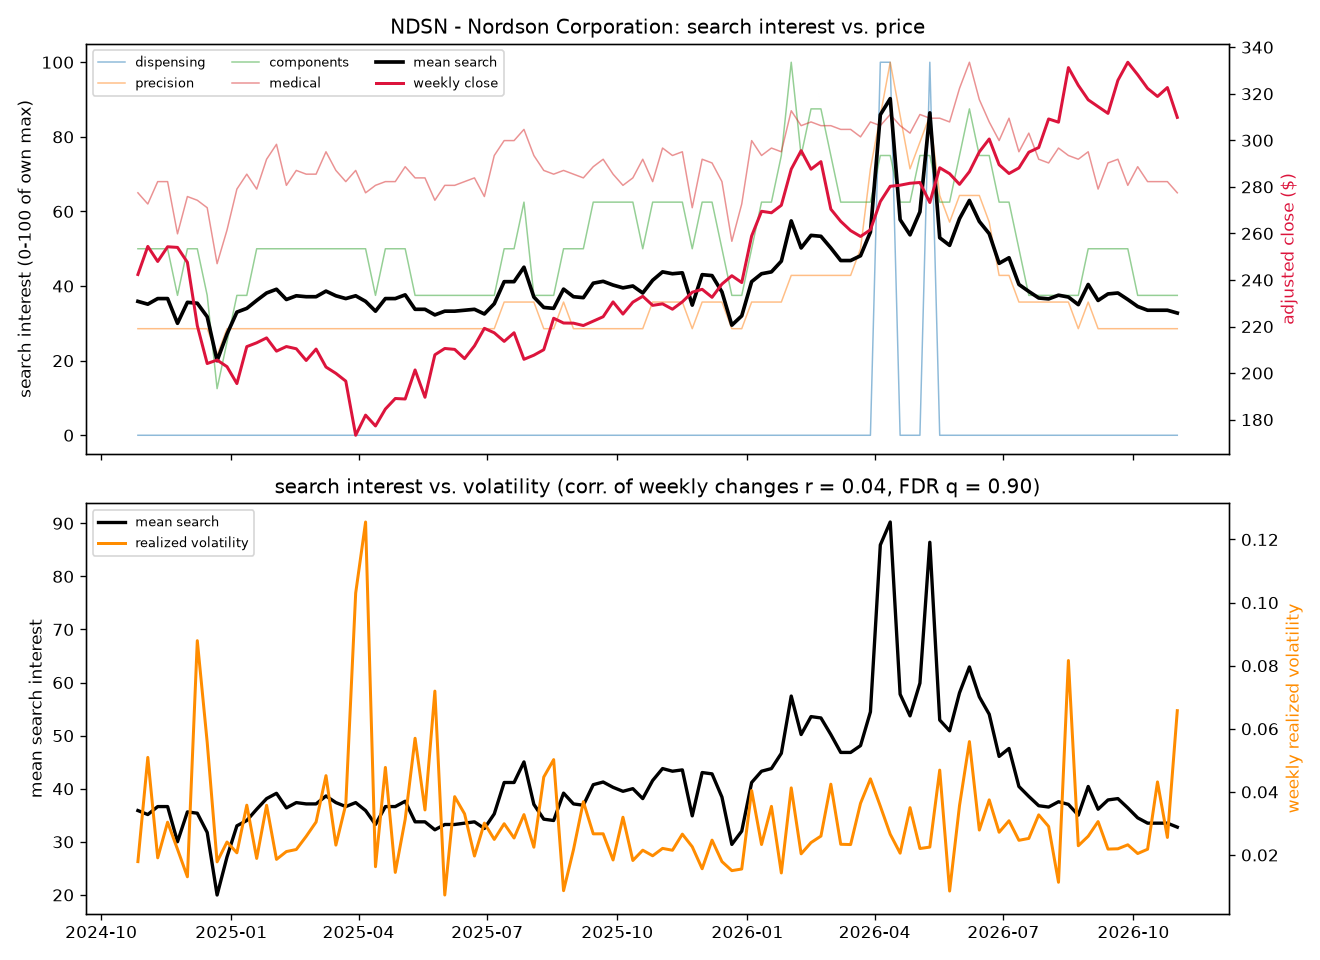 NDSN - Nordson Corporation: search interest vs. price
dispensing
precision
components
medical
mean search
weekly close
search interest (0-100 of own max)
100
80
60
40
20
0
adjusted close ($)
340
320
300
280
260
240
220
200
180
search interest vs. volatility (corr. of weekly changes r = 0.04, FDR q = 0.90)
mean search
realized volatility
mean search interest
90
80
70
60
50
40
30
20
weekly realized volatility
0.12
0.10
0.08
0.06
0.04
0.02
2024-10
2025-01
2025-04
2025-07
2025-10
2026-01
2026-04
2026-07
2026-10